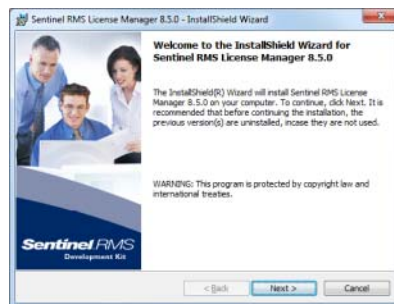 Sentinel RMS License Manager 8.5.0 - InstallShield Wizard
Welcome to the InstallShield Wizard for
Sentinel RMS License Manager 8.5.0
The InstallShield(R) Wizard will install Sentinel RMS License
Manager 8.5.0 on your computer. To continue, click Next. It is
recommended that before continuing the installation, the
previous version(s) are uninstalled, incase they are not used.
WARNING: This program is protected by copyright law and
international treaties.
Sentinel RMS
Development Kit
< Back
Next >
Cancel